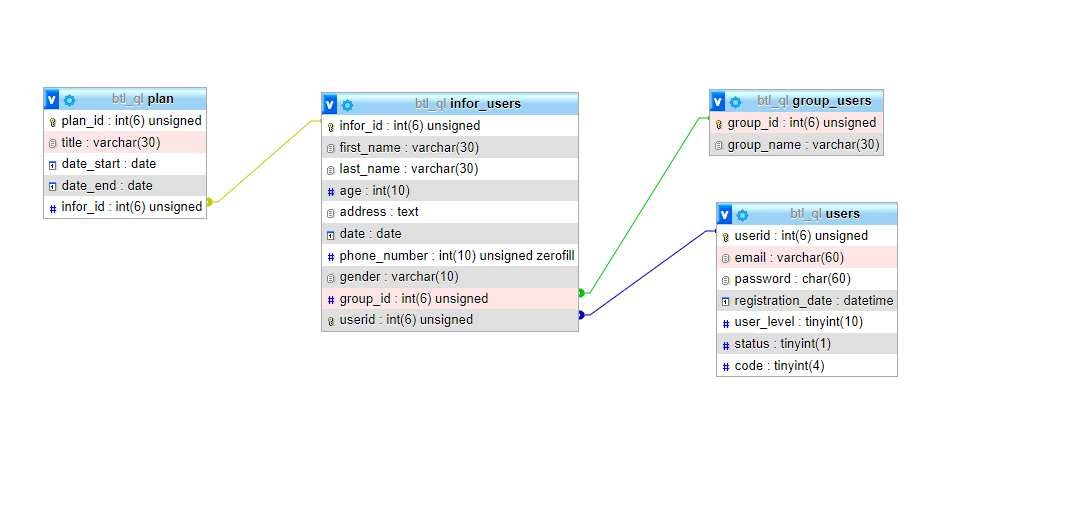 btl_ql plan
plan_id : int(6) unsigned
title : varchar(30)
date_start : date
date_end : date
infor_id : int(6) unsigned
btl_ql infor_users
infor_id : int(6) unsigned
first_name : varchar(30)
last_name : varchar(30)
age : int(10)
address : text
date : date
phone_number : int(10) unsigned zerofill
gender : varchar(10)
group_id : int(6) unsigned
userid : int(6) unsigned
btl_ql group_users
group_id : int(6) unsigned
group_name : varchar(30)
btl_ql users
userid : int(6) unsigned
email : varchar(60)
password : char(60)
registration_date : datetime
user_level : tinyint(10)
status : tinyint(1)
code : tinyint(4)